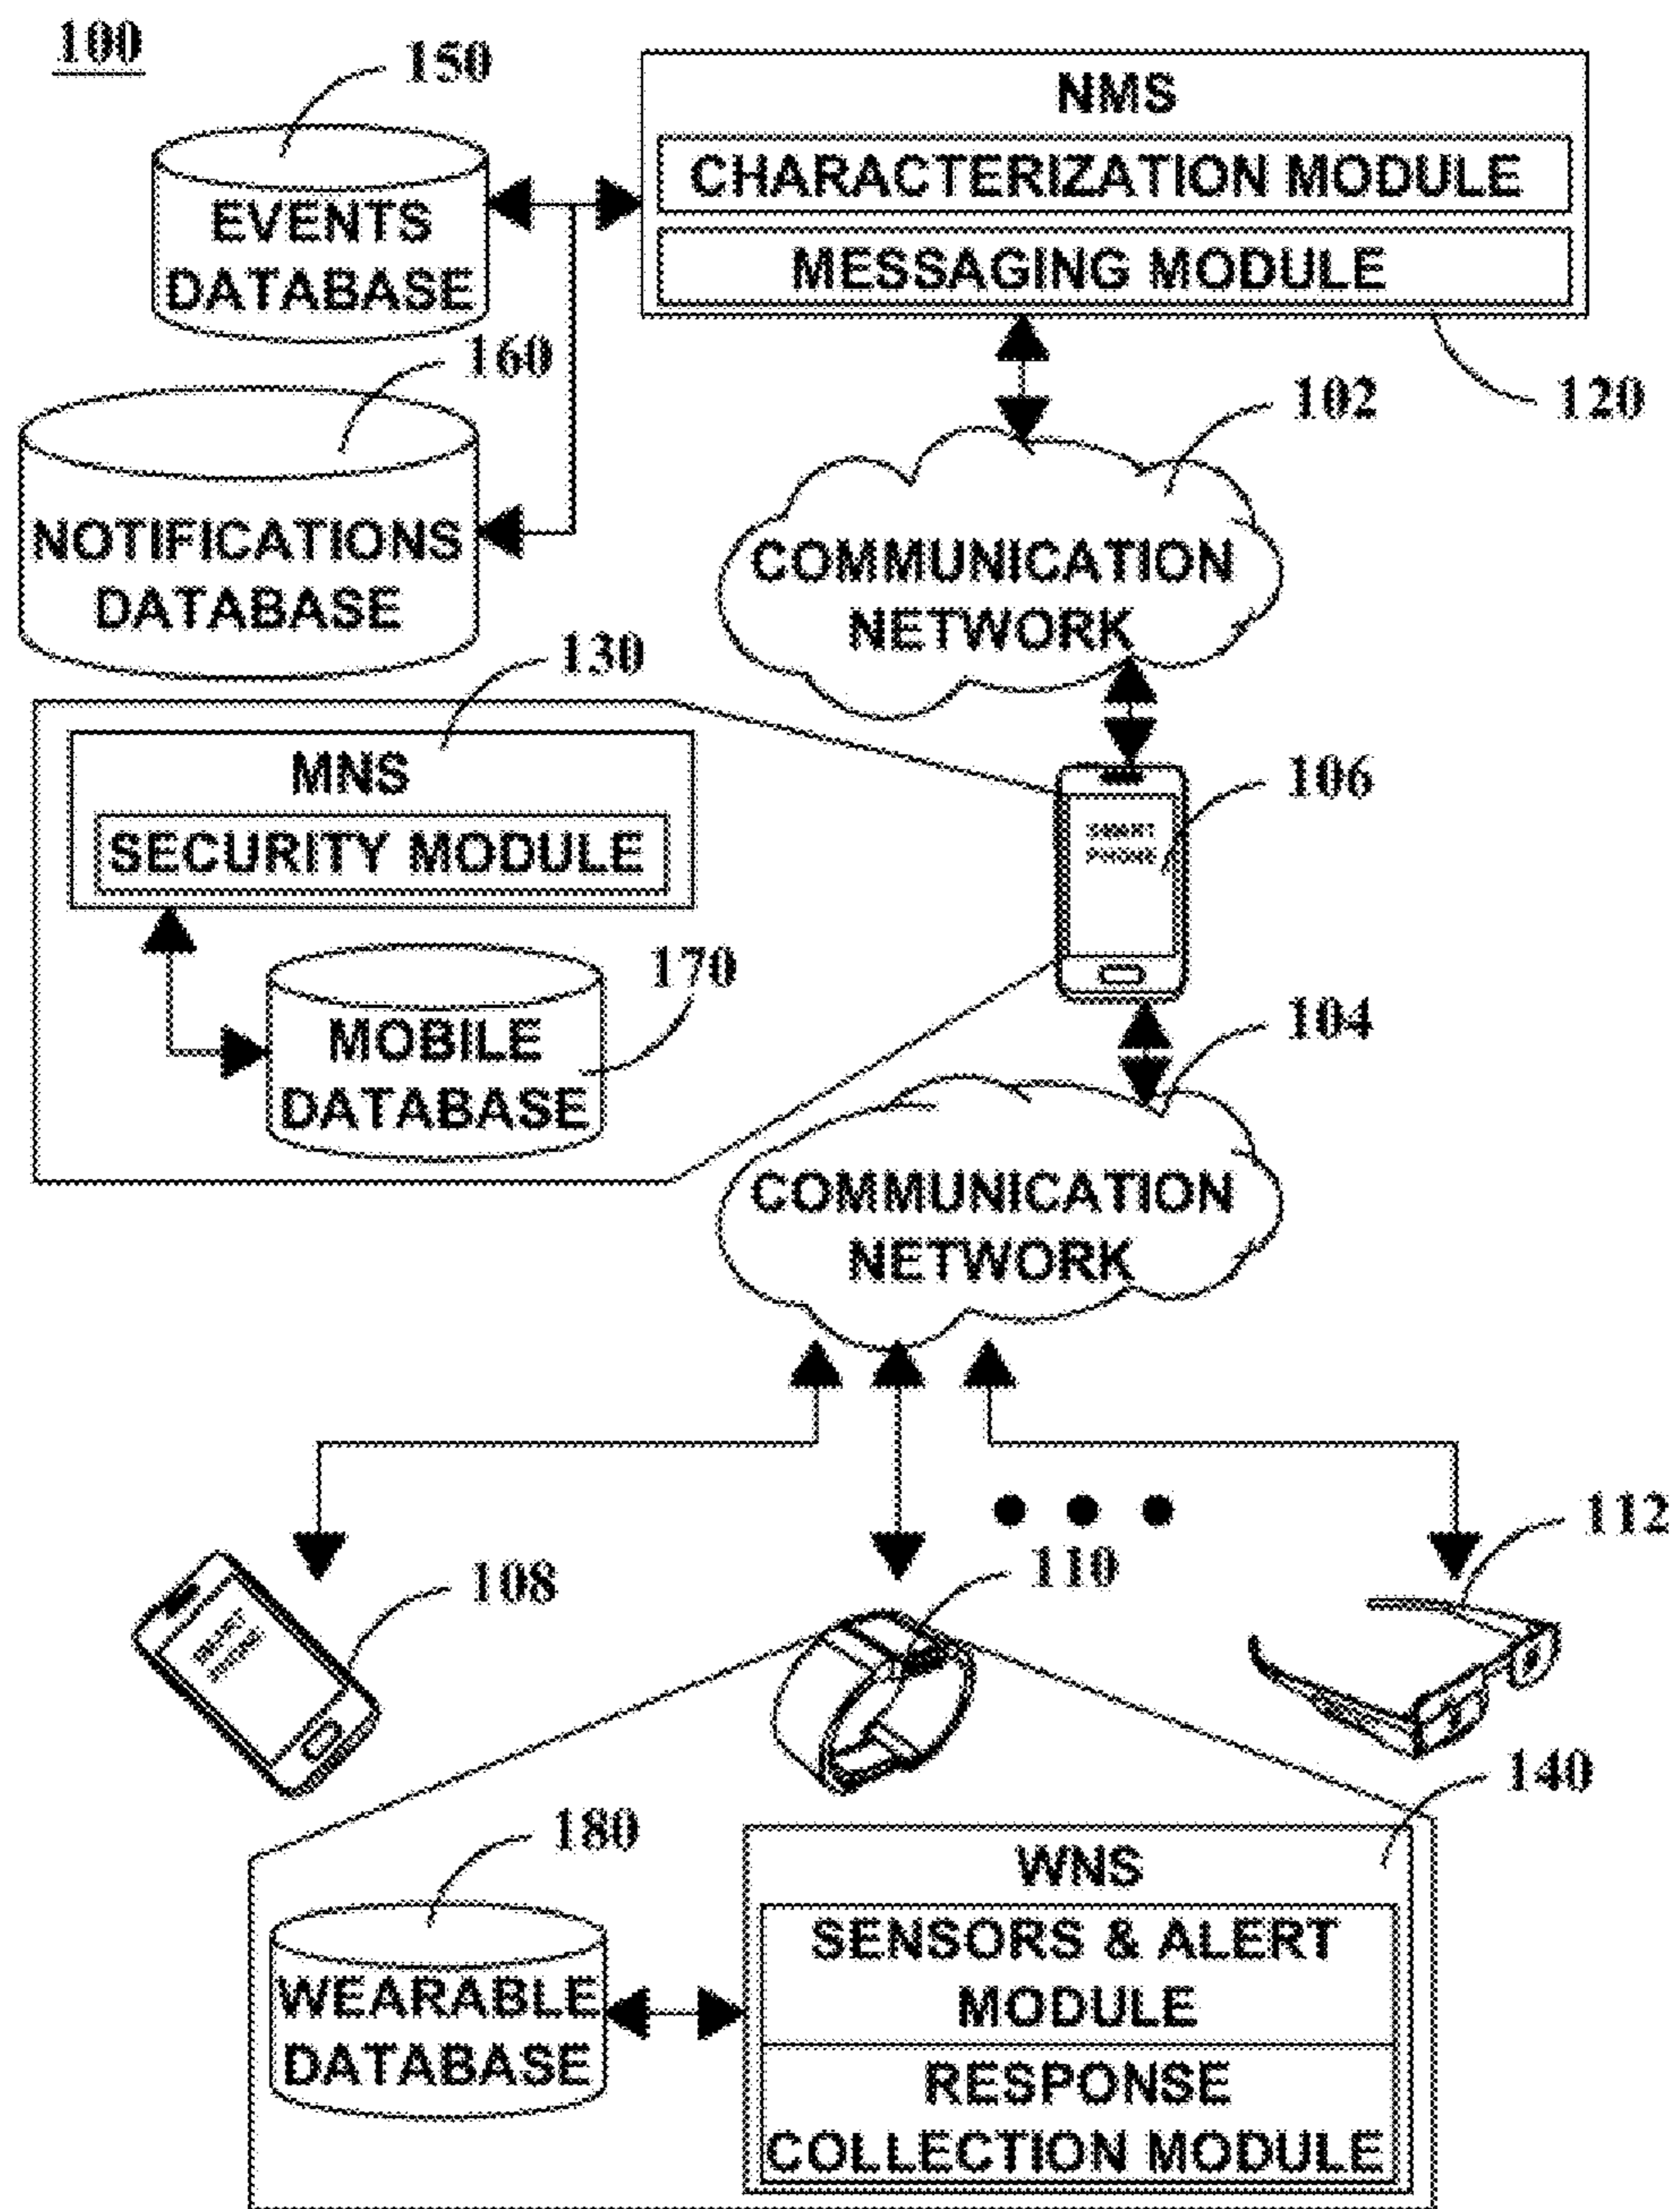 100
150
NMS
CHARACTERIZATION MODULE
MESSAGING MODULE
EVENTS
DATABASE
160
102
120
NOTIFICATIONS
DATABASE
COMMUNICATION
NETWORK
130
MNS
SECURITY MODULE
106
SMART
PHONE
170
MOBILE
DATABASE
104
COMMUNICATION
NETWORK
112
110
108
140
180
WNS
WEARABLE
DATABASE
SENSORS & ALERT
MODULE
RESPONSE
COLLECTION MODULE